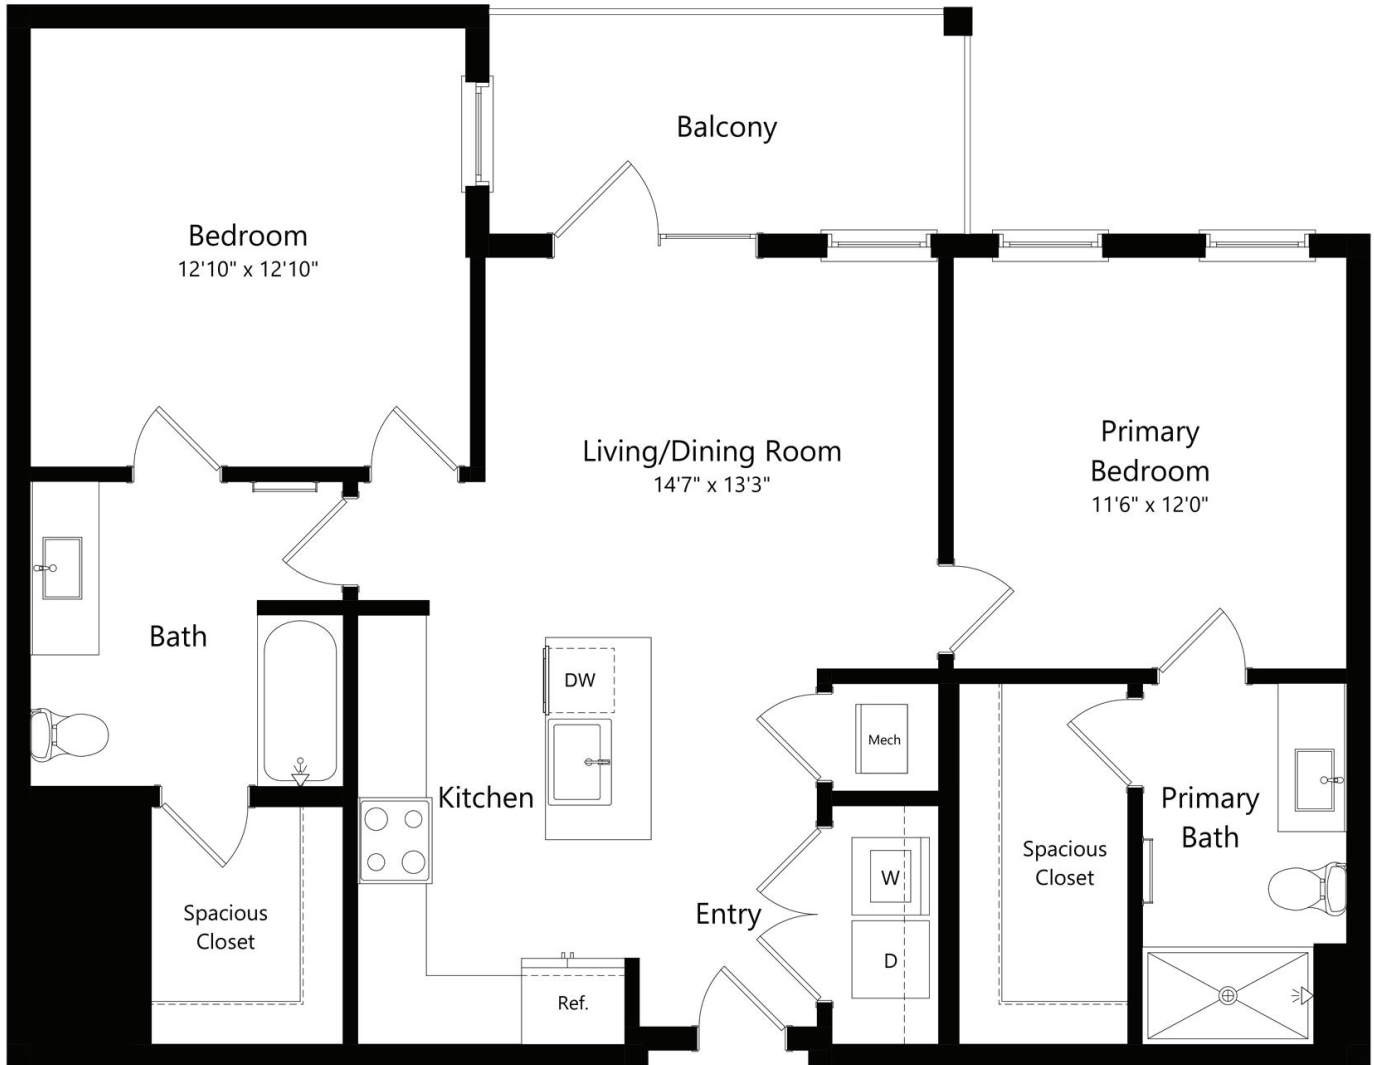 Balcony
Bedroom
12'10" x 12'10"
Living/Dining Room
14'7" x 13'3"
Primary
Bedroom
11'6" x 12'0"
Bath
DW
Mech
Kitchen
Primary
Bath
Spacious
Closet
W
Spacious
Closet
Entry
D
Ref.